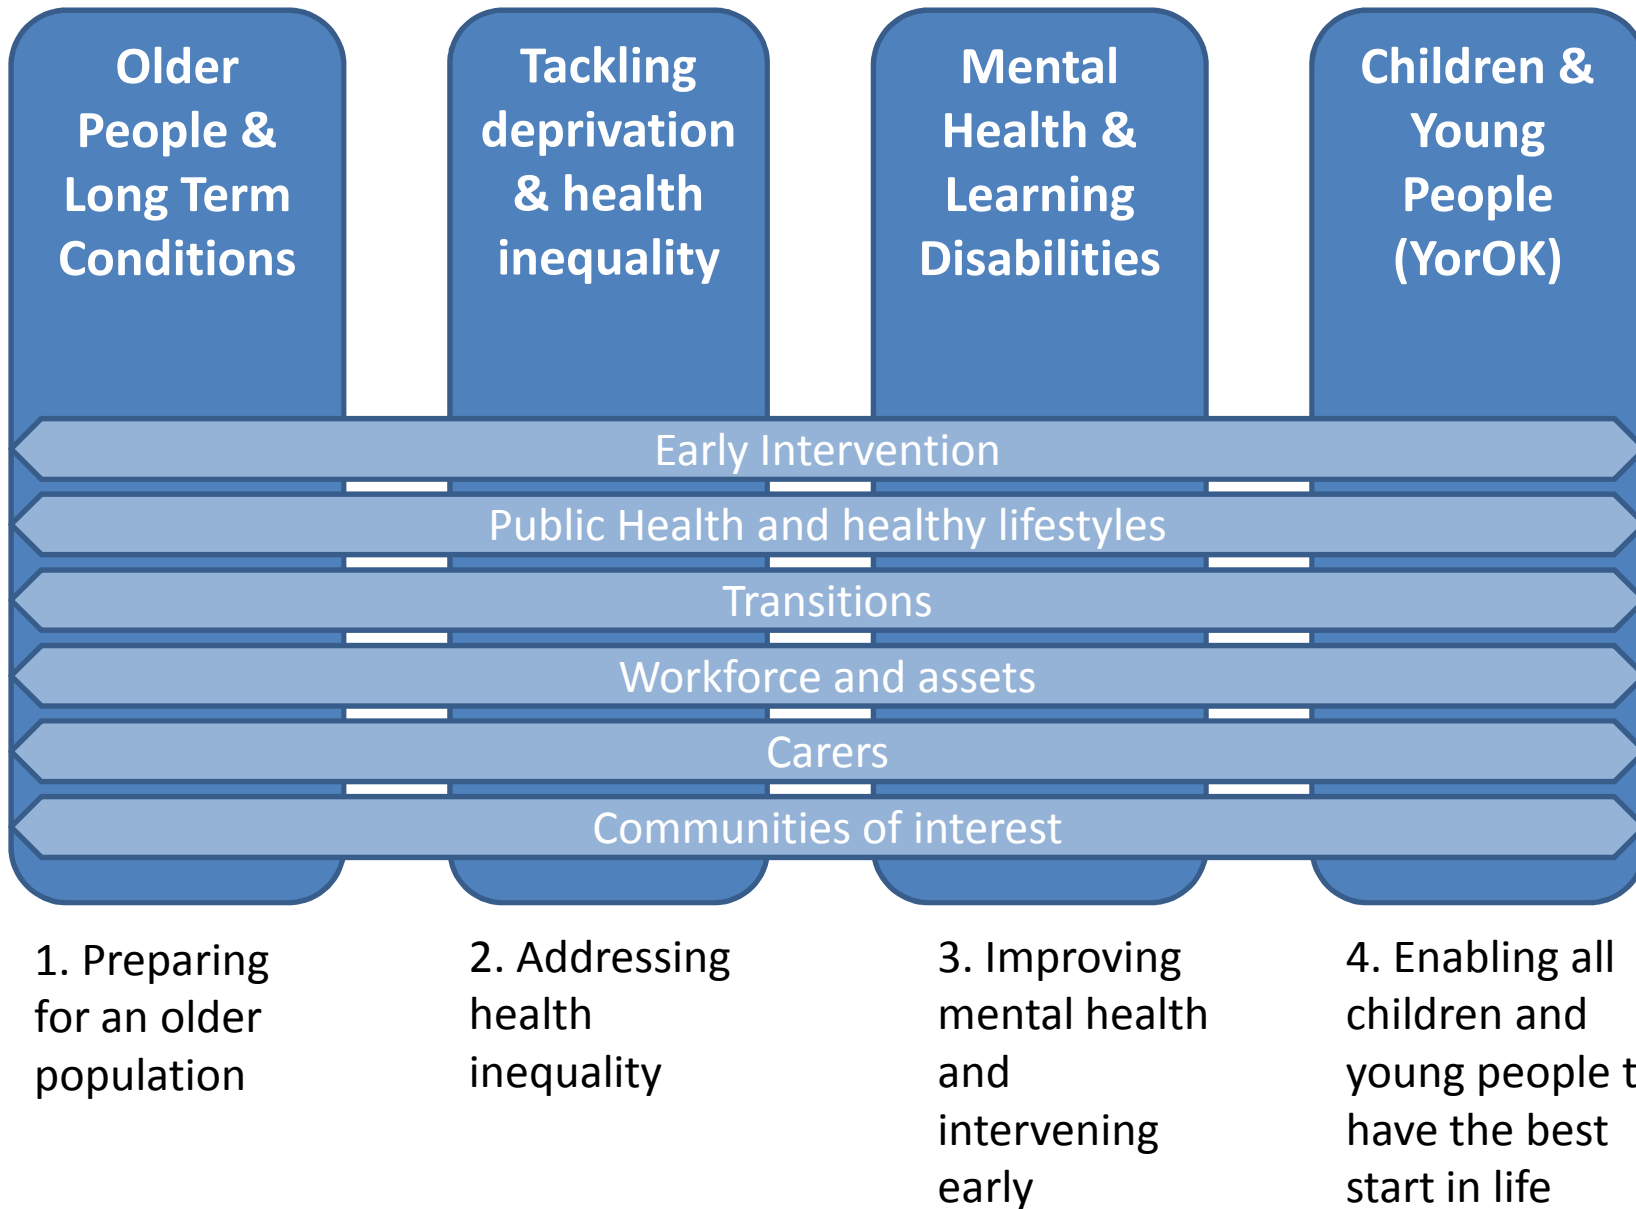 Older
People &
Long Term
Conditions
Tackling
deprivation
& health
inequality
Mental
Health &
Learning
Disabilities
Children &
Young
People
(YorOK)
Early Intervention
Public Health and healthy lifestyles
Transitions
Workforce and assets
Carers
Communities of interest
1. Preparing
for an older
population
2. Addressing
health
inequality
3. Improving
mental health
and
intervening
early
4. Enabling all
children and
young people t
have the best
start in life